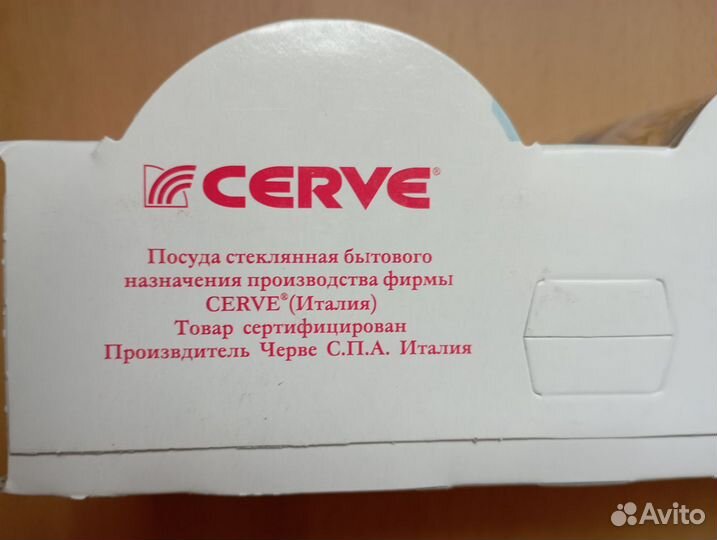 CERVE®
Посуда стеклянная бытового
назначения производства фирмы
CERVE®(Италия)
Товар сертифицирован
Произвдитель Черве С.П.А. Италия
Avito